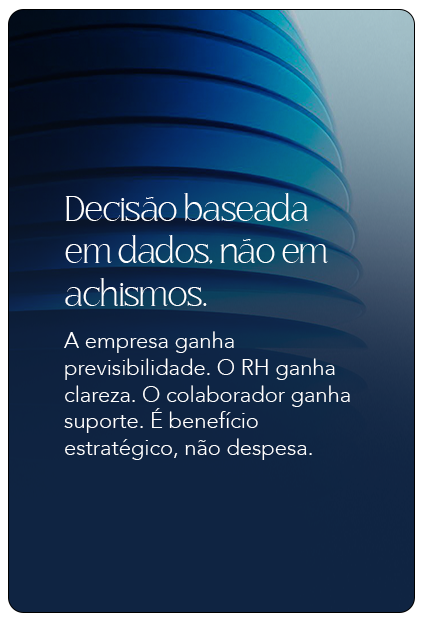 Decisão baseada
em dados, não em
achismos.
A empresa ganha
previsibilidade. O RH ganha
clareza. O colaborador ganha
suporte. É benefício
estratégico, não despesa.